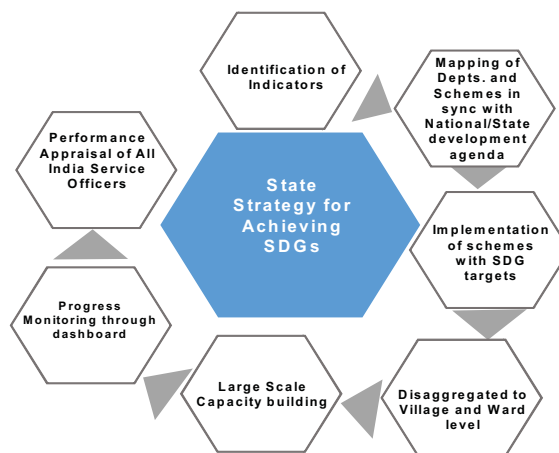 Identification of
Indicators
Mapping of
Depts. and
Schemes in
sync with
National/State
development
agenda
Implementation
of schemes
with SDG
targets
Disaggregated to
Village and Ward
level
Large Scale
Capacity building
Progress
Monitoring through
dashboard
Performance
Appraisal of All
India Service
Officers
State
Strategy for
Achieving
SDGs